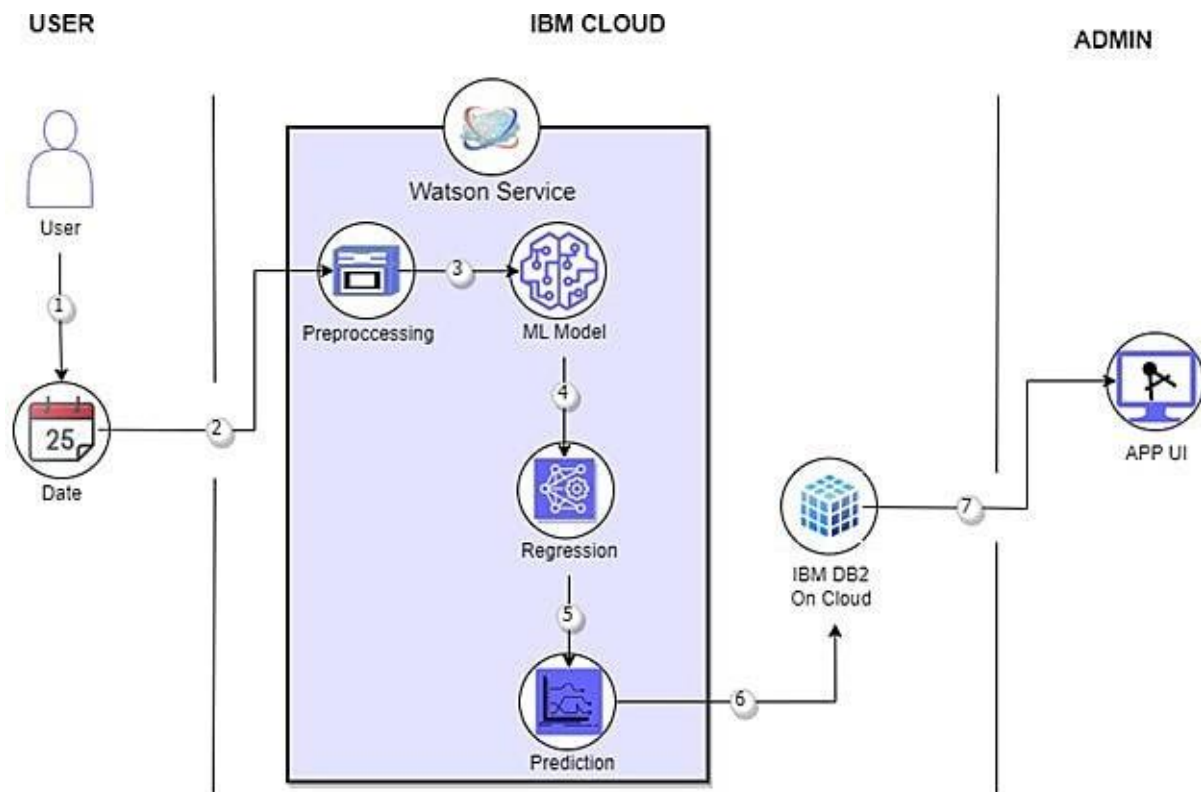 USER
IBM CLOUD
ADMIN
Watson Service
User
1
Preproccessing
3
ML Model
2
25
Date
4
Regression
5
Prediction
6
IBM DB2
On Cloud
7
APP UI